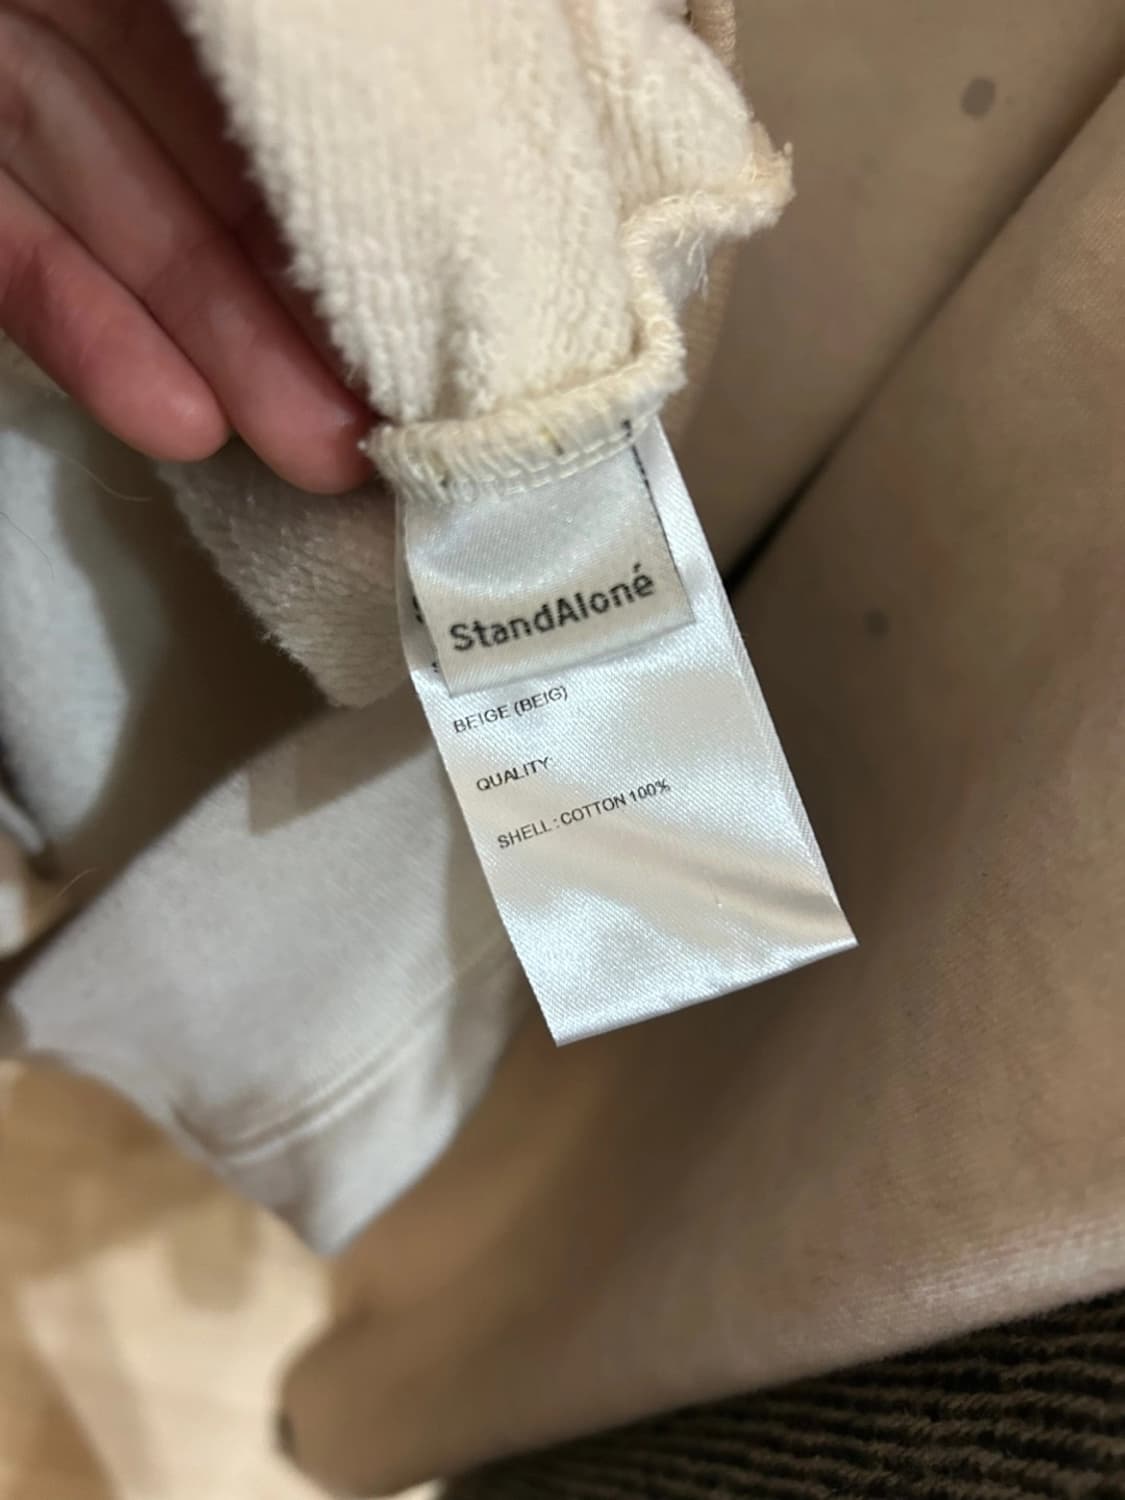 StandAloné
BEIGE (BEIG)
QUALITY
SHELL : COTTON 100%